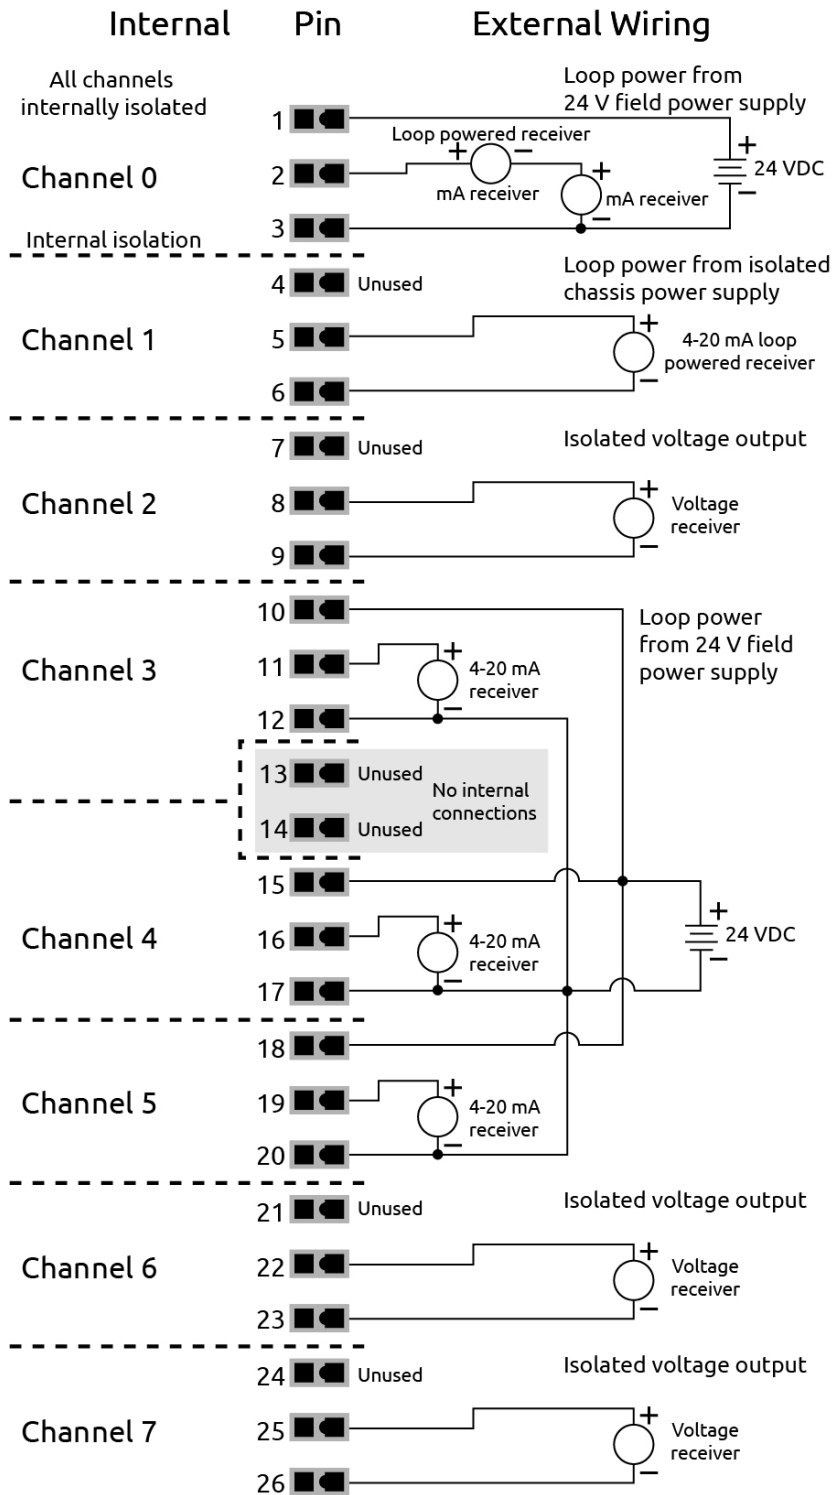 Internal Pin External Wiring
All channels
internally isolated
Loop power from
24 V field power supply
1
Loop powered receiver
+ −
+
24 VDC
−
Channel 0
2
mA receiver
+
mA receiver
−
3
Internal isolation
4 Unused
Loop power from isolated
chassis power supply
Channel 1
5
+
4-20 mA loop
powered receiver
−
6
7 Unused
Isolated voltage output
Channel 2
8
+
Voltage
receiver
−
9
10
Loop power
from 24 V field
power supply
Channel 3
11
+
4-20 mA
receiver
−
12
13 Unused
No internal
connections
14 Unused
15
+
24 VDC
−
Channel 4
16
+
4-20 mA
receiver
−
17
18
Channel 5
19
+
4-20 mA
receiver
−
20
21 Unused
Isolated voltage output
Channel 6
22
+
Voltage
receiver
−
23
24 Unused
Isolated voltage output
Channel 7
25
+
Voltage
receiver
−
26